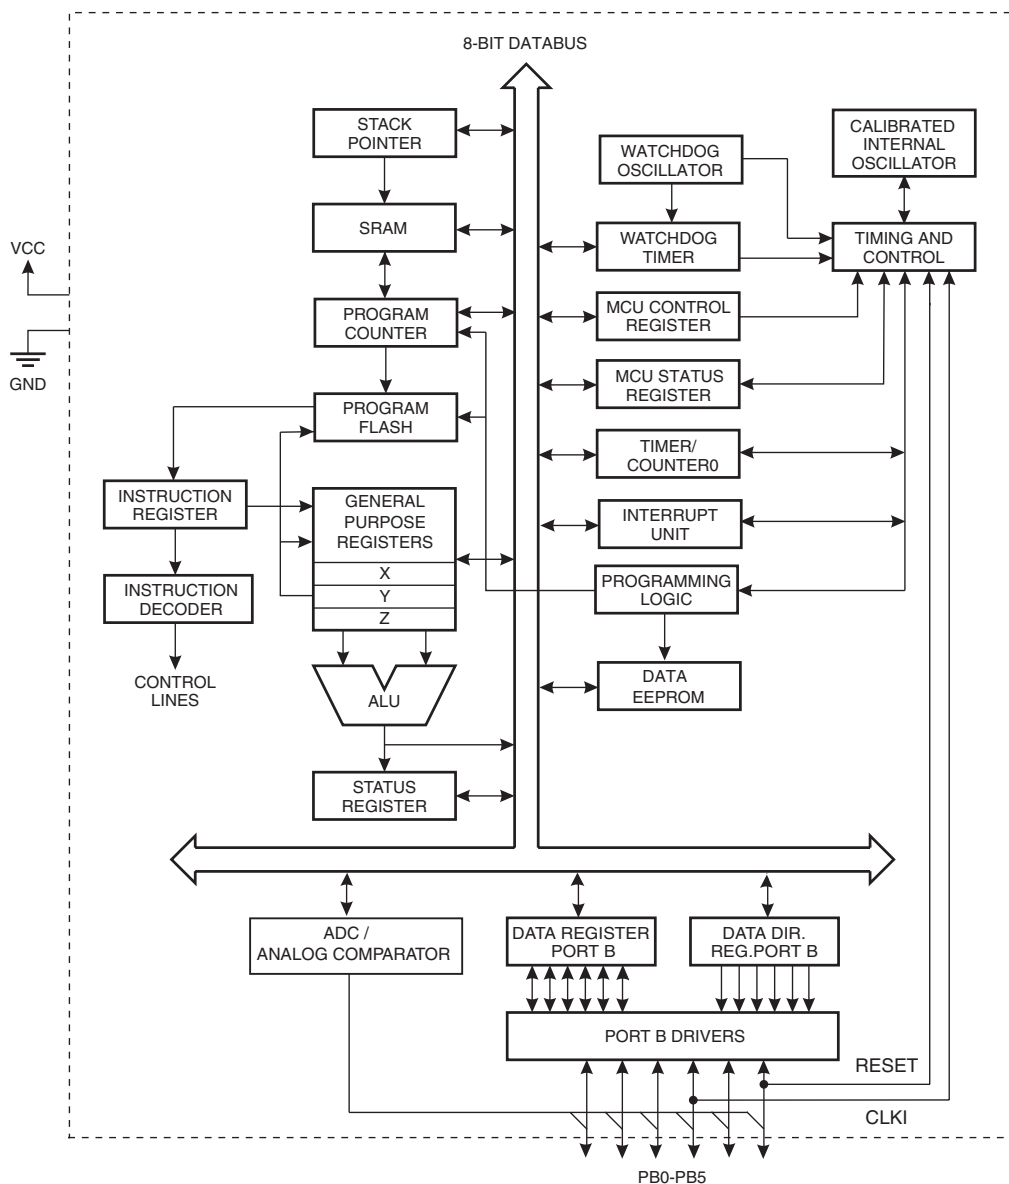 8-BIT DATABUS
STACK
POINTER
SRAM
PROGRAM
COUNTER
PROGRAM
FLASH
INSTRUCTION
REGISTER
INSTRUCTION
DECODER
CONTROL
LINES
GENERAL
PURPOSE
REGISTERS
X
Y
Z
ALU
STATUS
REGISTER
VCC
GND
WATCHDOG
OSCILLATOR
WATCHDOG
TIMER
CALIBRATED
INTERNAL
OSCILLATOR
TIMING AND
CONTROL
MCU CONTROL
REGISTER
MCU STATUS
REGISTER
TIMER/
COUNTER0
INTERRUPT
UNIT
PROGRAMMING
LOGIC
DATA
EEPROM
ADC /
ANALOG COMPARATOR
DATA REGISTER
PORT B
DATA DIR.
REG.PORT B
PORT B DRIVERS
RESET
CLKI
PB0-PB5